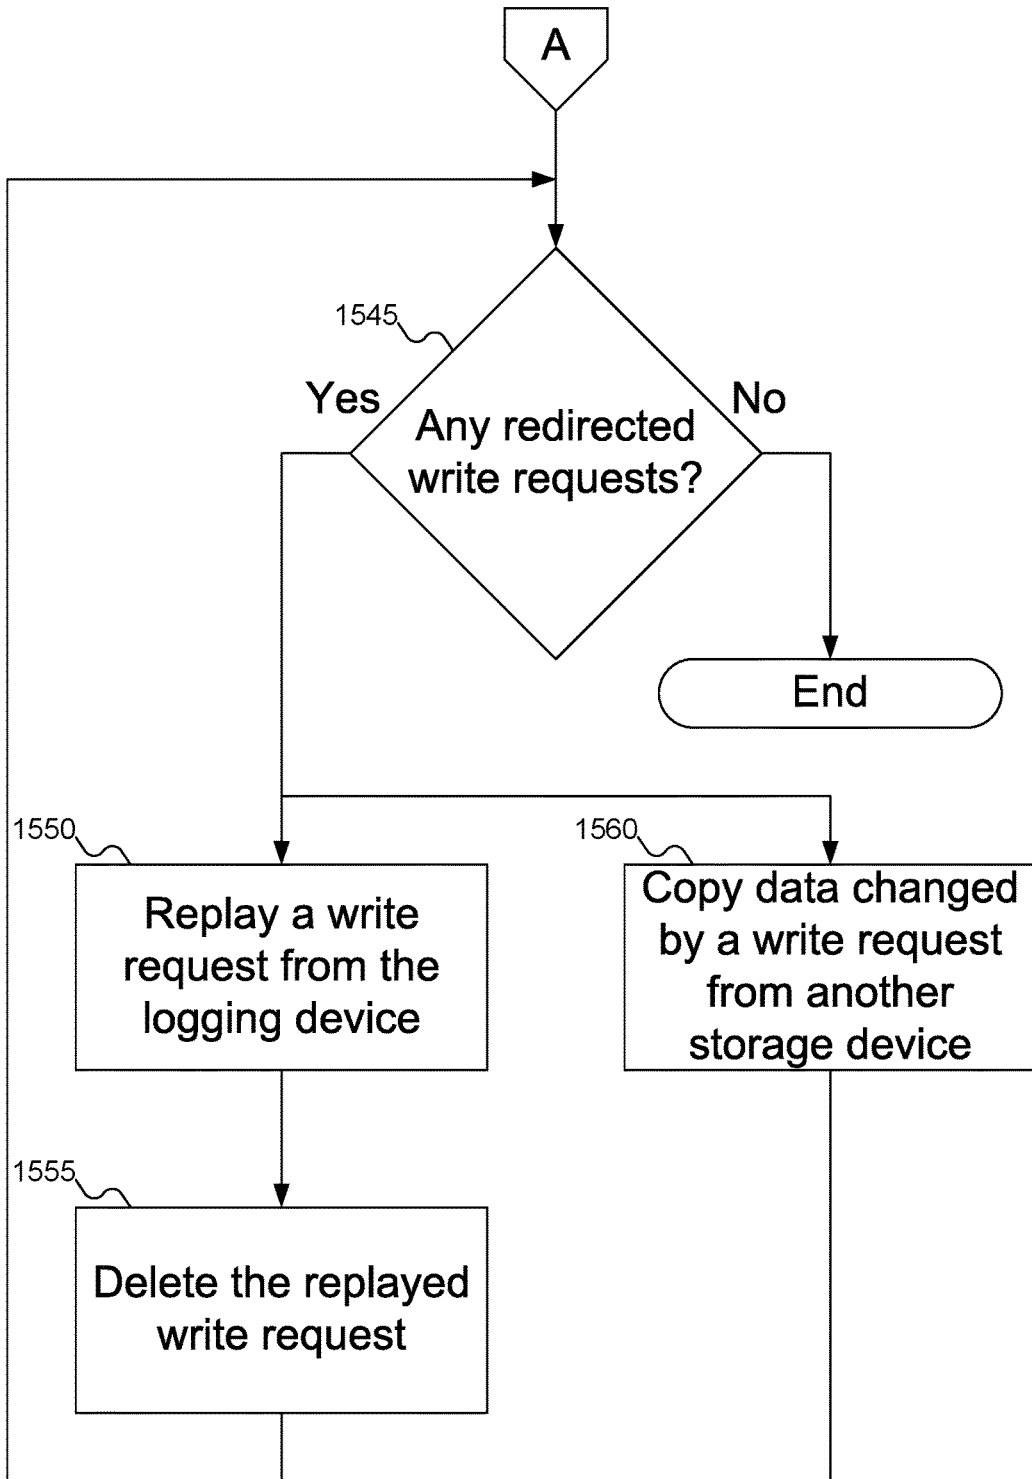 A
1545
Yes
No
Any redirected
write requests?
End
1550
1560
Replay a write
request from the
logging device
Copy data changed
by a write request
from another
storage device
1555
Delete the replayed
write request